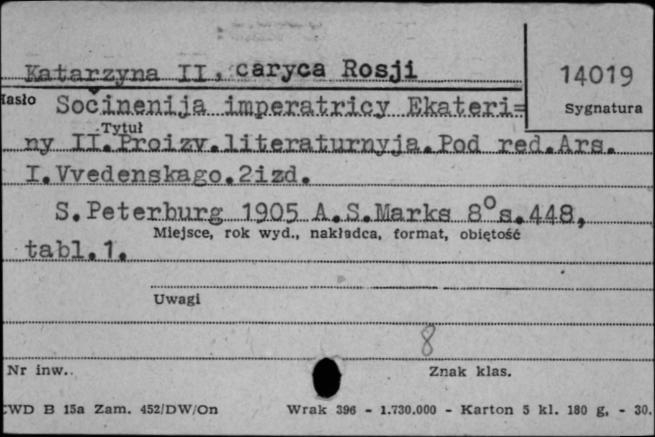 Katarzyna II, caryca Rosji
14019
Hasło
Sočinenija imperatricy Ekateri=
Sygnatura
Tytuł
ny II.Proizv.literaturnyja.Pod red.Ars.
I.Vvedenskago.2izd.
S.Peterburg 1905 A.S.Marks 8°s.448,
Miejsce, rok wyd., nakładca, format, objętość
tabl.1.
Uwagi
8
Nr inw..
Znak klas.
CWD B 15a Zam. 452/DW/On Wrak 396 - 1.730.000 - Karton 5 kl. 180 g, - 30.